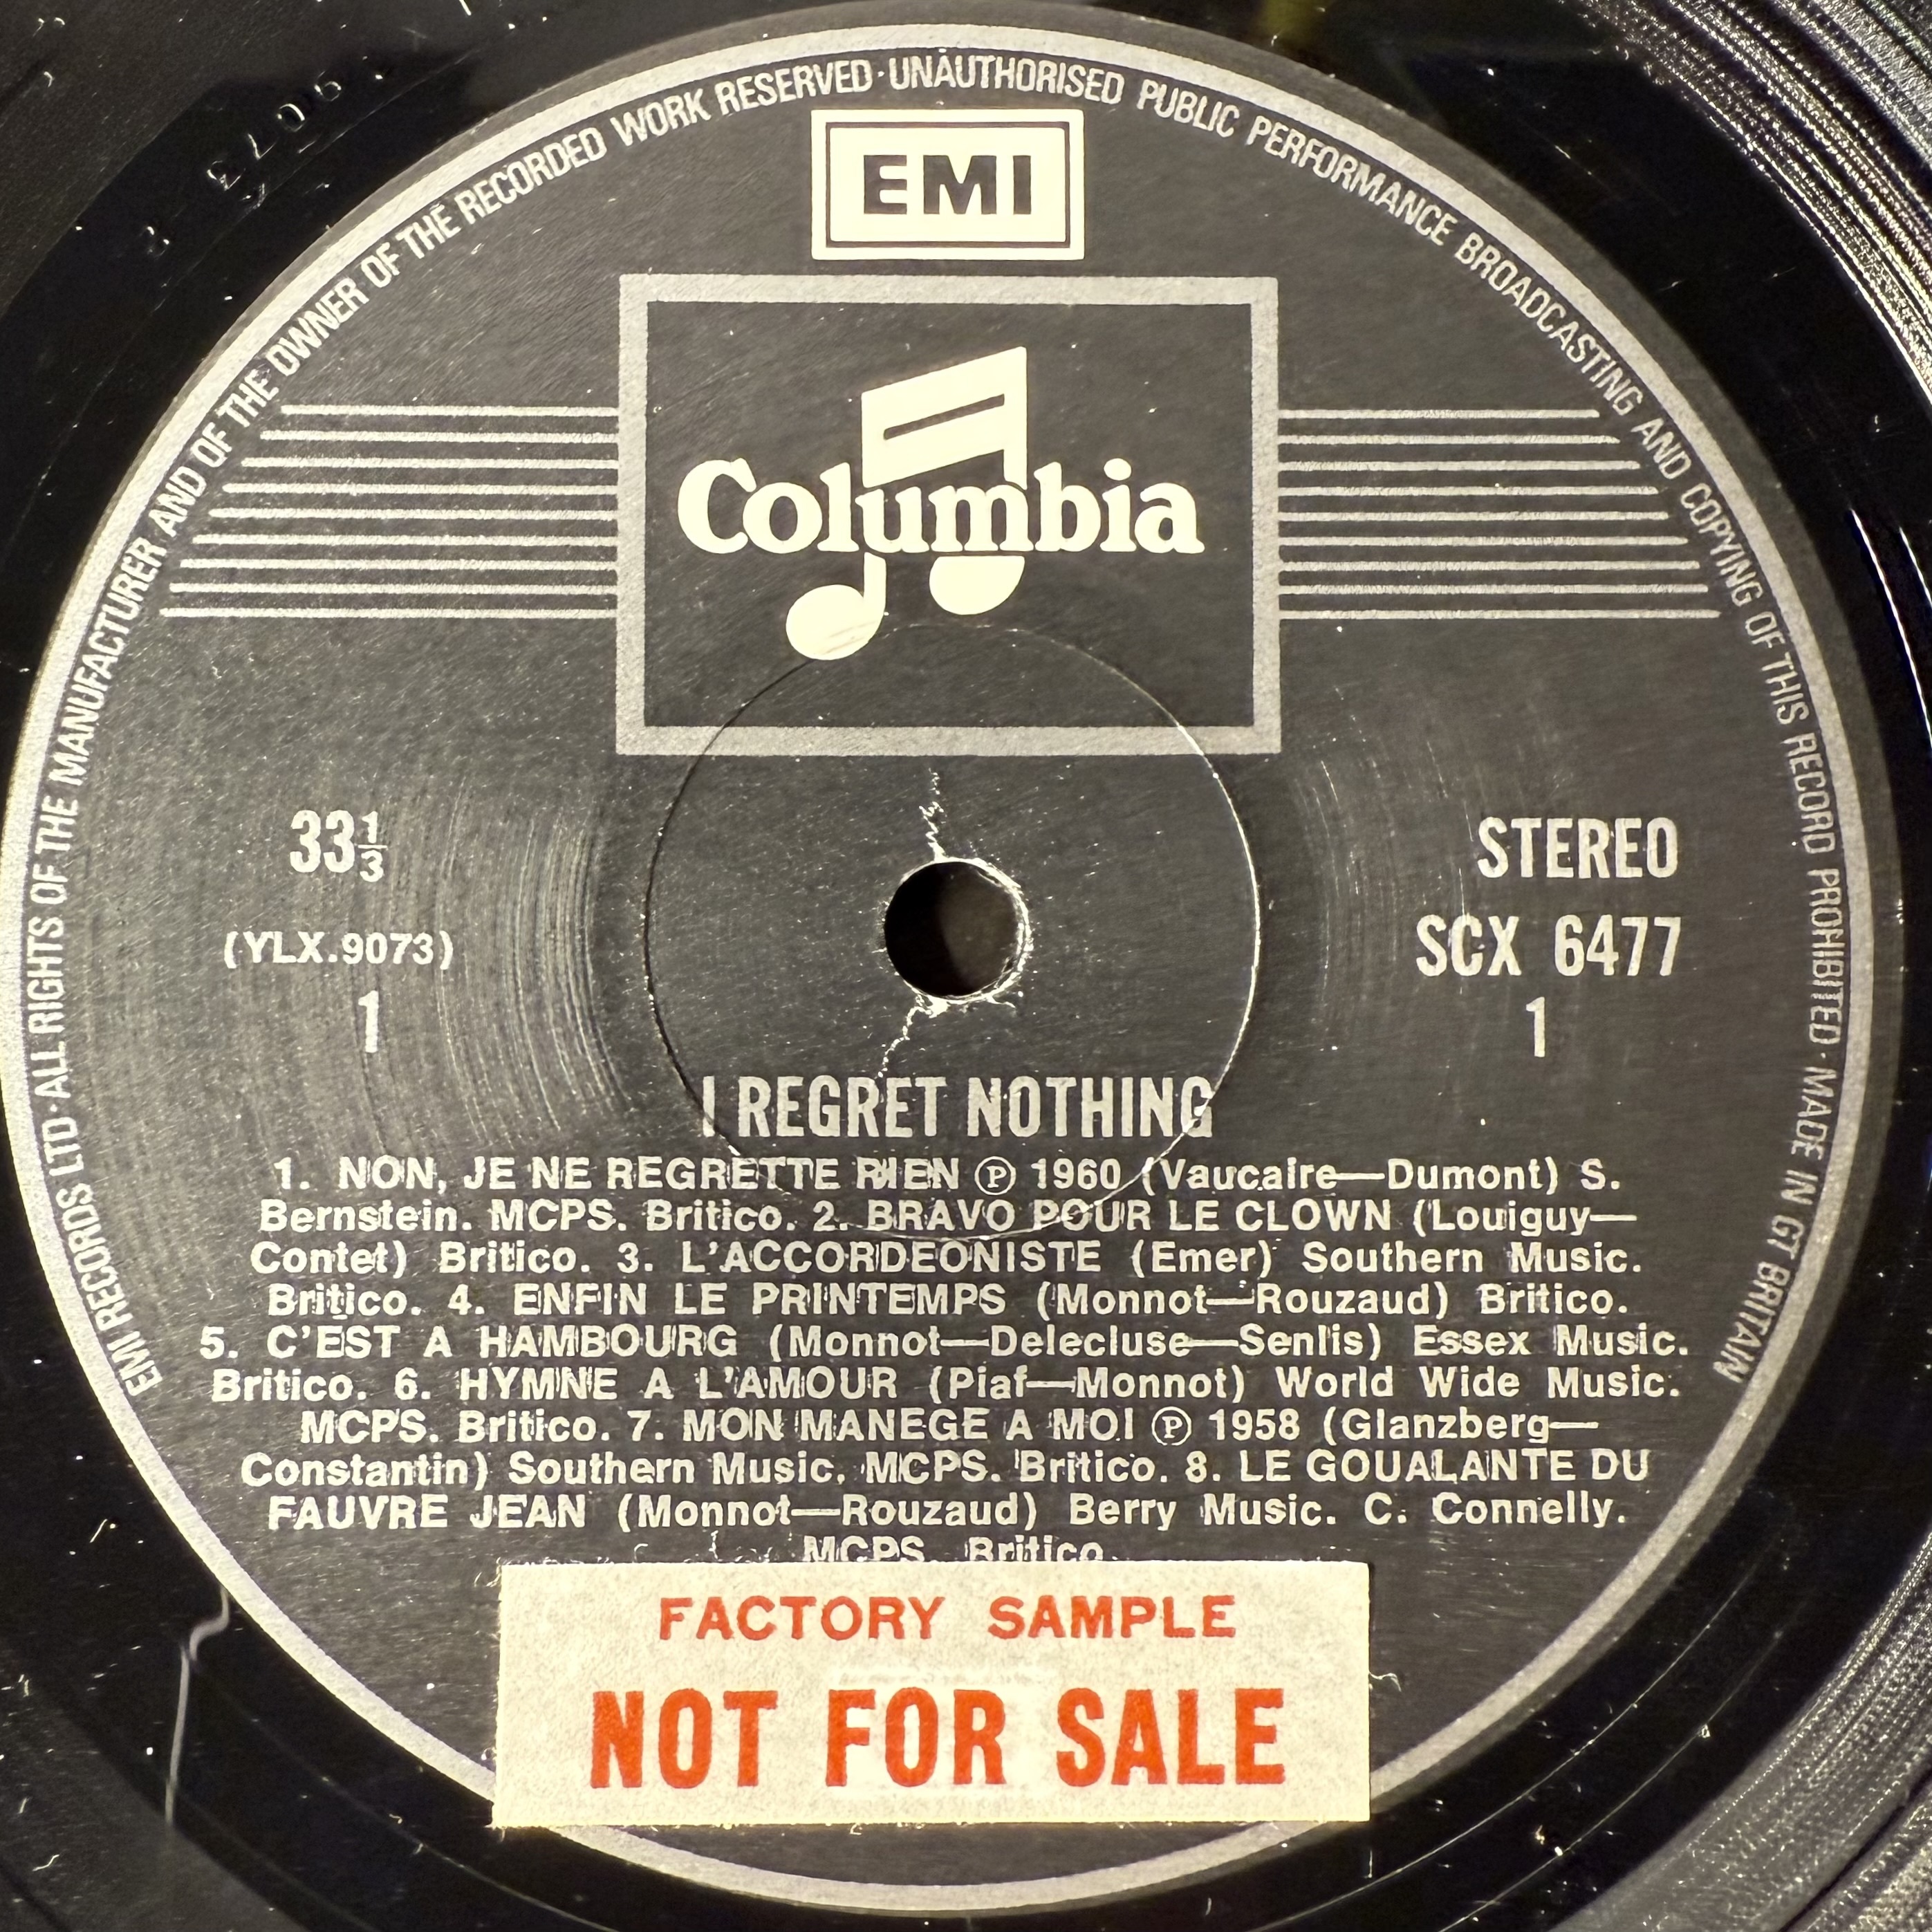 EMI RECORDS LTD·ALL RIGHTS OF THE MANUFACTURER AND OF THE OWNER OF THE RECORDED WORK RESERVED·UNAUTHORISED PUBLIC PERFORMANCE BROADCASTING AND COPYING OF THIS RECORD PROHIBITED·MADE IN GT BRITAIN
EMI
Columbia
33⅓
(YLX.9073)
1
STEREO
SCX 6477
1
I REGRET NOTHING
1. NON, JE NE REGRETTE RIEN Ⓟ 1960 (Vaucaire—Dumont) S.
Bernstein. MCPS. Britico. 2. BRAVO POUR LE CLOWN (Louiguy—
Contet) Britico. 3. L'ACCORDEONISTE (Emer) Southern Music.
Britico. 4. ENFIN LE PRINTEMPS (Monnot—Rouzaud) Britico.
5. C'EST A HAMBOURG (Monnot—Delecluse—Senlis) Essex Music.
Britico. 6. HYMNE A L'AMOUR (Piaf—Monnot) World Wide Music.
MCPS. Britico. 7. MON MANEGE A MOI Ⓟ 1958 (Glanzberg—
Constantin) Southern Music. MCPS. Britico. 8. LE GOUALANTE DU
FAUVRE JEAN (Monnot—Rouzaud) Berry Music. C. Connelly.
MCPS. Britico.
FACTORY SAMPLE
NOT FOR SALE